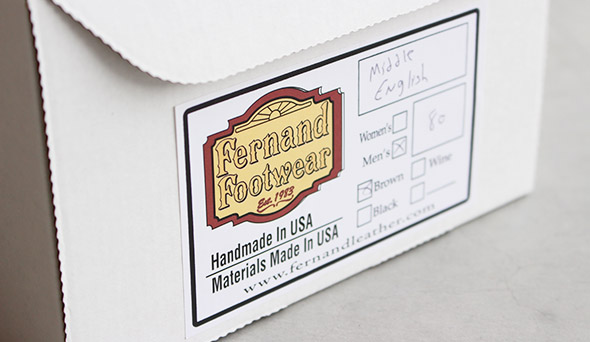 Fernand
Footwear
Est. 1983
Handmade In USA
Materials Made In USA
www.fernandleather.com
Middle
English
80
Women's
Men's
Brown
Wine
Black